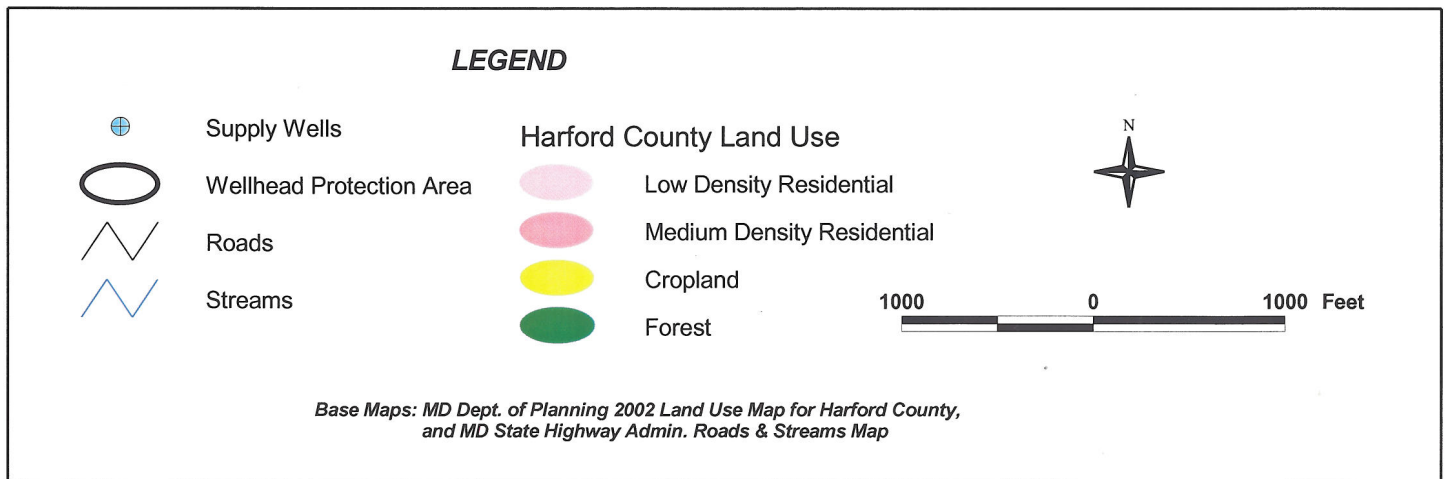 LEGEND
Supply Wells
Wellhead Protection Area
Roads
Streams
Harford County Land Use
Low Density Residential
Medium Density Residential
Cropland
Forest
N
1000 0 1000 Feet
Base Maps: MD Dept. of Planning 2002 Land Use Map for Harford County,
and MD State Highway Admin. Roads & Streams Map